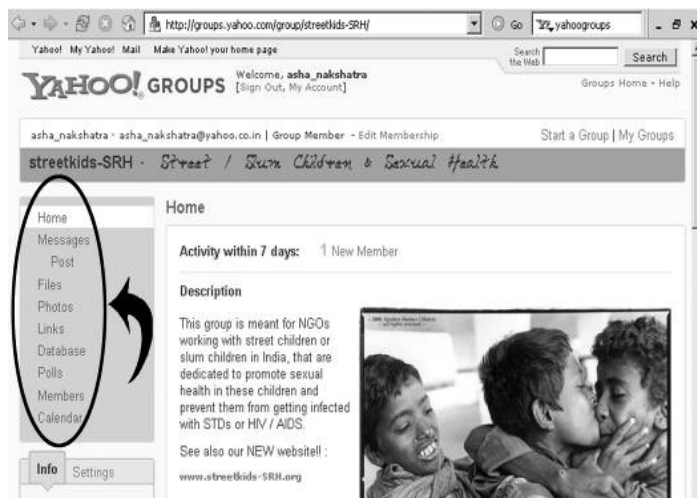 http://groups.yahoo.com/group/streetkids-SRH/
Go
yahoogroups
Yahoo! My Yahoo! Mail Make Yahoo! your home page
Search the Web
Search
YAHOO! GROUPS
Welcome, asha_nakshatra
[Sign Out, My Account]
Groups Home - Help
asha_nakshatra · asha_nakshatra@yahoo.co.in | Group Member - Edit Membership
Start a Group | My Groups
streetkids-SRH · Street / Slum Children & Sexual Health
Home
Messages
Post
Files
Photos
Links
Database
Polls
Members
Calendar
Info
Settings
Home
Activity within 7 days: 1 New Member
Description
This group is meant for NGOs
working with street children or
slum children in India, that are
dedicated to promote sexual
health in these children and
prevent them from getting infected
with STDs or HIV / AIDS.
See also our NEW website!! :
www.streetkids-SRH.org